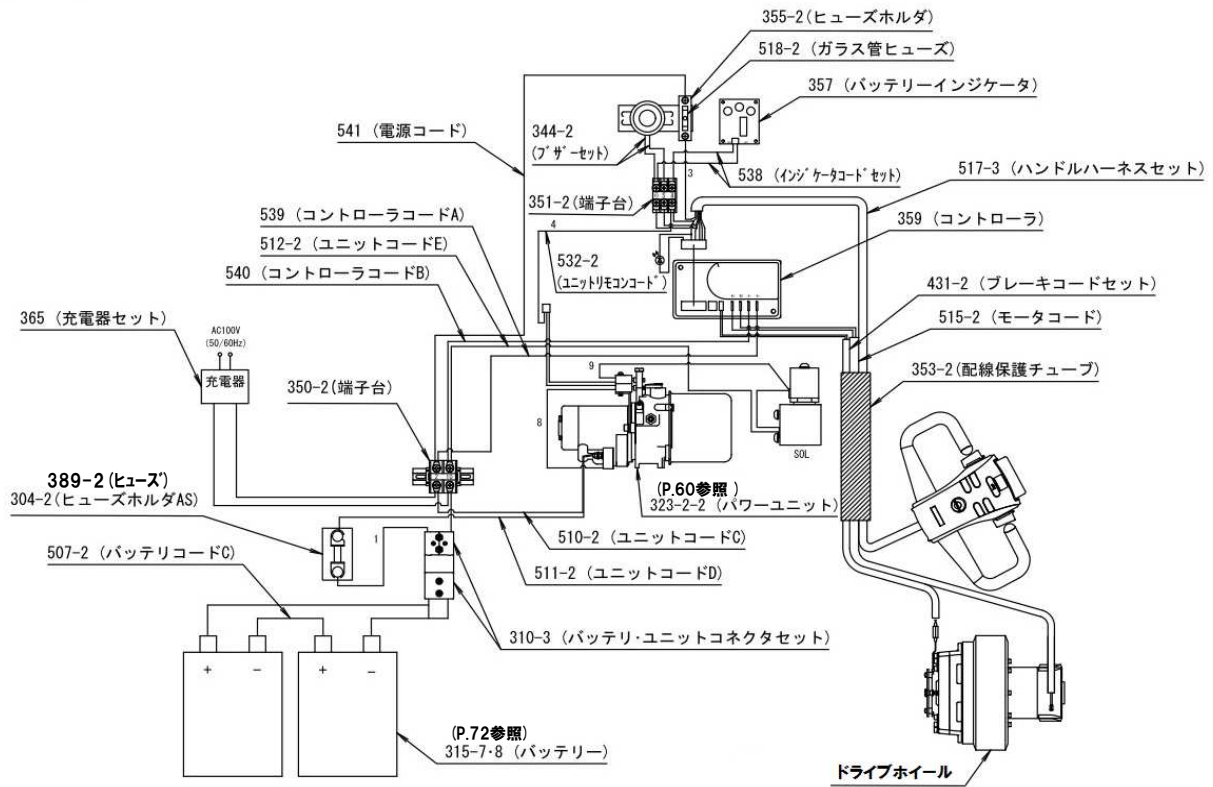 355-2(ヒューズホルダ)
518-2 (ガラス管ヒューズ)
357 (バッテリーインジケータ)
541 (電源コード)
344-2
(ブザーセット)
538 (インジケータコードセット)
3
517-3 (ハンドルハーネスセット)
351-2(端子台)
539 (コントローラコードA)
359 (コントローラ)
4
512-2 (ユニットコードE)
532-2
(ユニットリモコンコード)
540 (コントローラコードB)
431-2 (ブレーキコードセット)
365 (充電器セット)
515-2 (モータコード)
AC100V
(50/60Hz)
353-2(配線保護チューブ)
充電器
9
350-2(端子台)
8
SOL
389-2(ヒューズ)
(P.60参照)
304-2(ヒューズホルダAS)
323-2-2 (パワーユニット)
1
510-2 (ユニットコードC)
507-2 (バッテリコードC)
511-2 (ユニットコードD)
310-3 (バッテリ・ユニットコネクタセット)
+ - + -
(P.72参照)
315-7・8 (バッテリー)
ドライブホイール